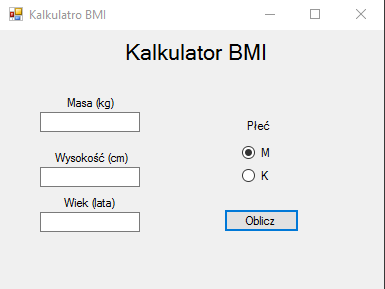 Kalkulatro BMI
Kalkulator BMI
Masa (kg)
Wysokość (cm)
Wiek (lata)
Płeć
M
K
Oblicz